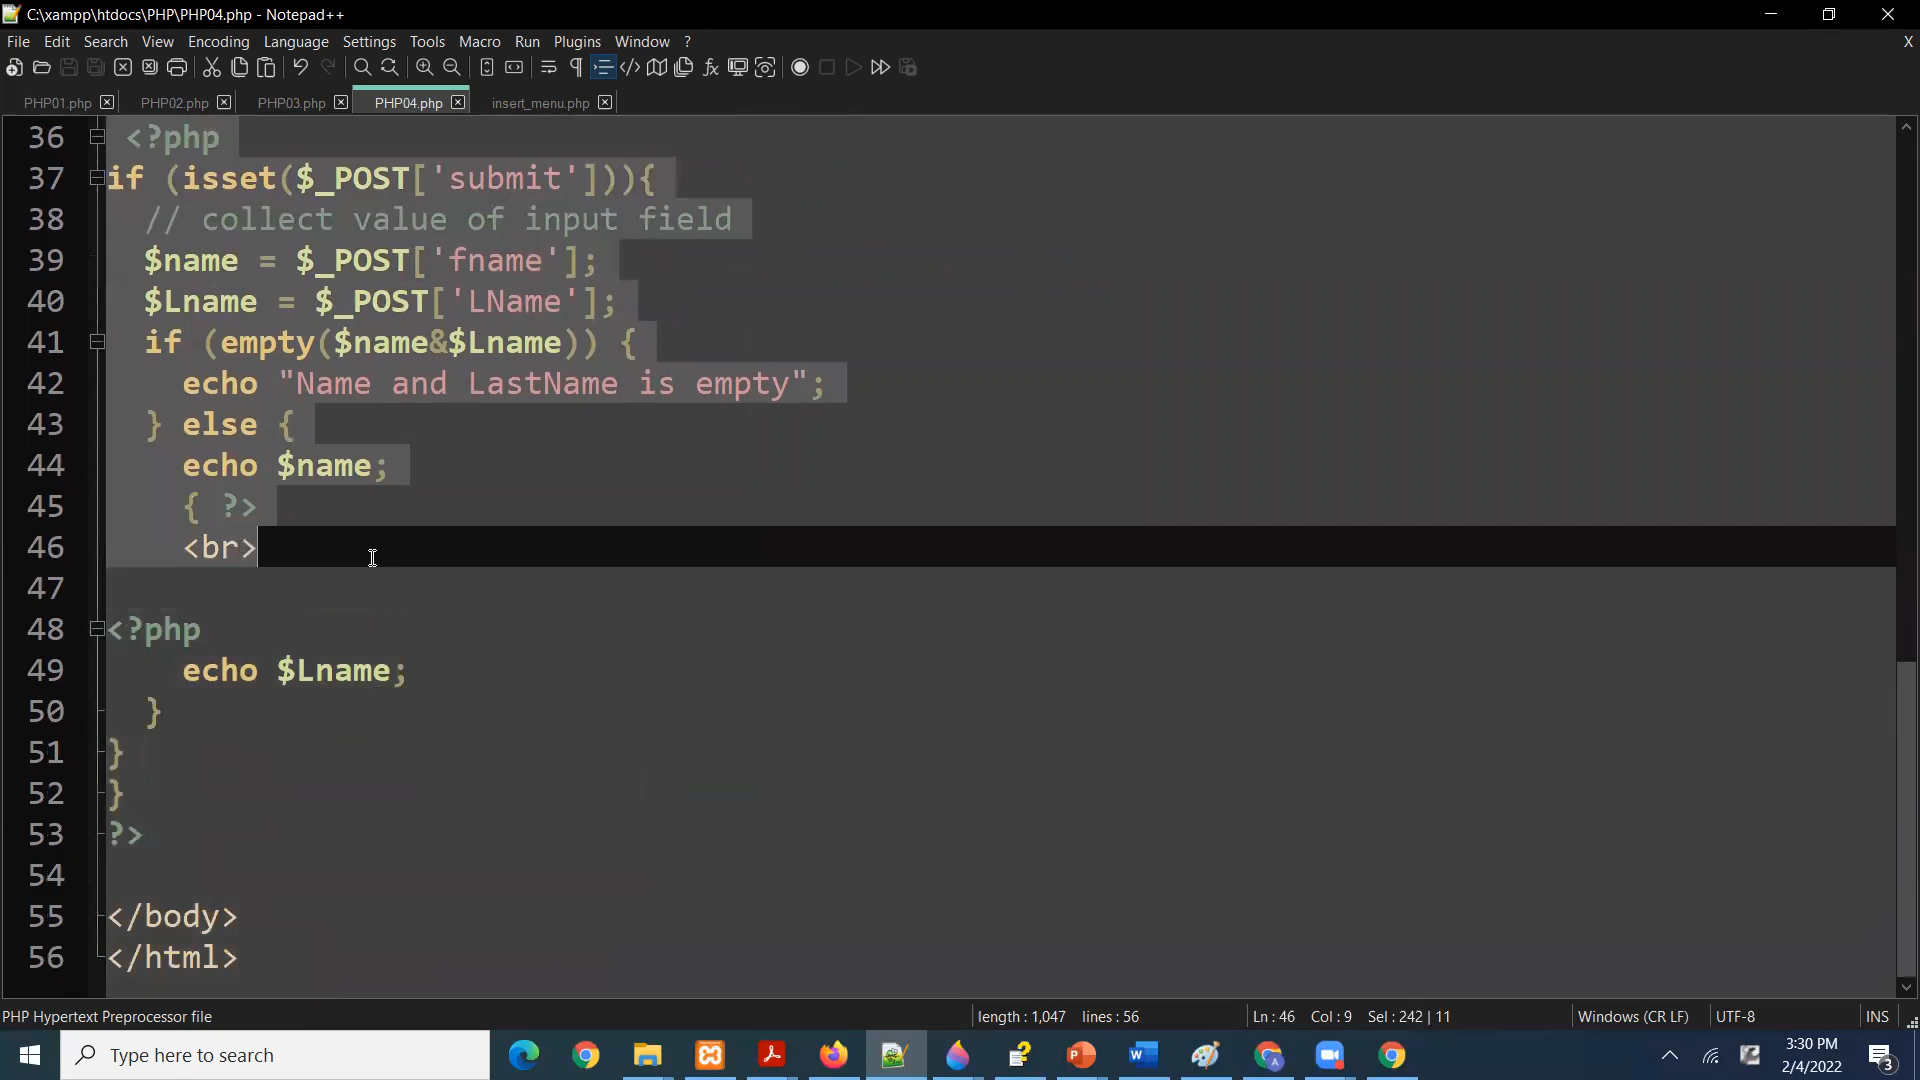 C:\xampp\htdocs\PHP\PHP04.php - Notepad++
File Edit Search View Encoding Language Settings Tools Macro Run Plugins Window ? X
PHP01.php PHP02.php PHP03.php PHP04.php insert_menu.php
36 <?php
37 if (isset($_POST['submit'])){
38 // collect value of input field
39 $name = $_POST['fname'];
40 $Lname = $_POST['LName'];
41 if (empty($name&$Lname)) {
42 echo "Name and LastName is empty";
43 } else {
44 echo $name;
45 { ?>
46 <br>
47
48 <?php
49 echo $Lname;
50 }
51 }
52 }
53 ?>
54
55 </body>
56 </html>
PHP Hypertext Preprocessor file length : 1,047 lines : 56 Ln : 46 Col : 9 Sel : 242 | 11 Windows (CR LF) UTF-8 INS
Type here to search
3:30 PM
2/4/2022
3